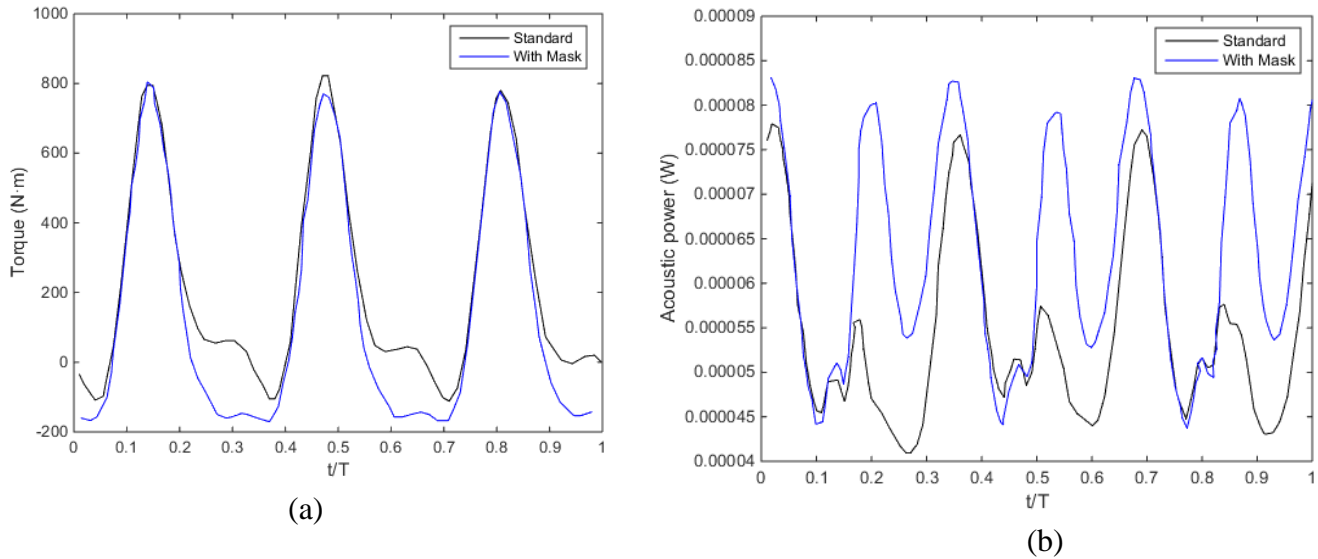 1000
800
600
400
200
0
-200
Torque (N·m)
0 0.1 0.2 0.3 0.4 0.5 0.6 0.7 0.8 0.9 1
t/T
Standard
With Mask
(a)
0.00009
0.000085
0.00008
0.000075
0.00007
0.000065
0.00006
0.000055
0.00005
0.000045
0.00004
Acoustic power (W)
0 0.1 0.2 0.3 0.4 0.5 0.6 0.7 0.8 0.9 1
t/T
Standard
With Mask
(b)